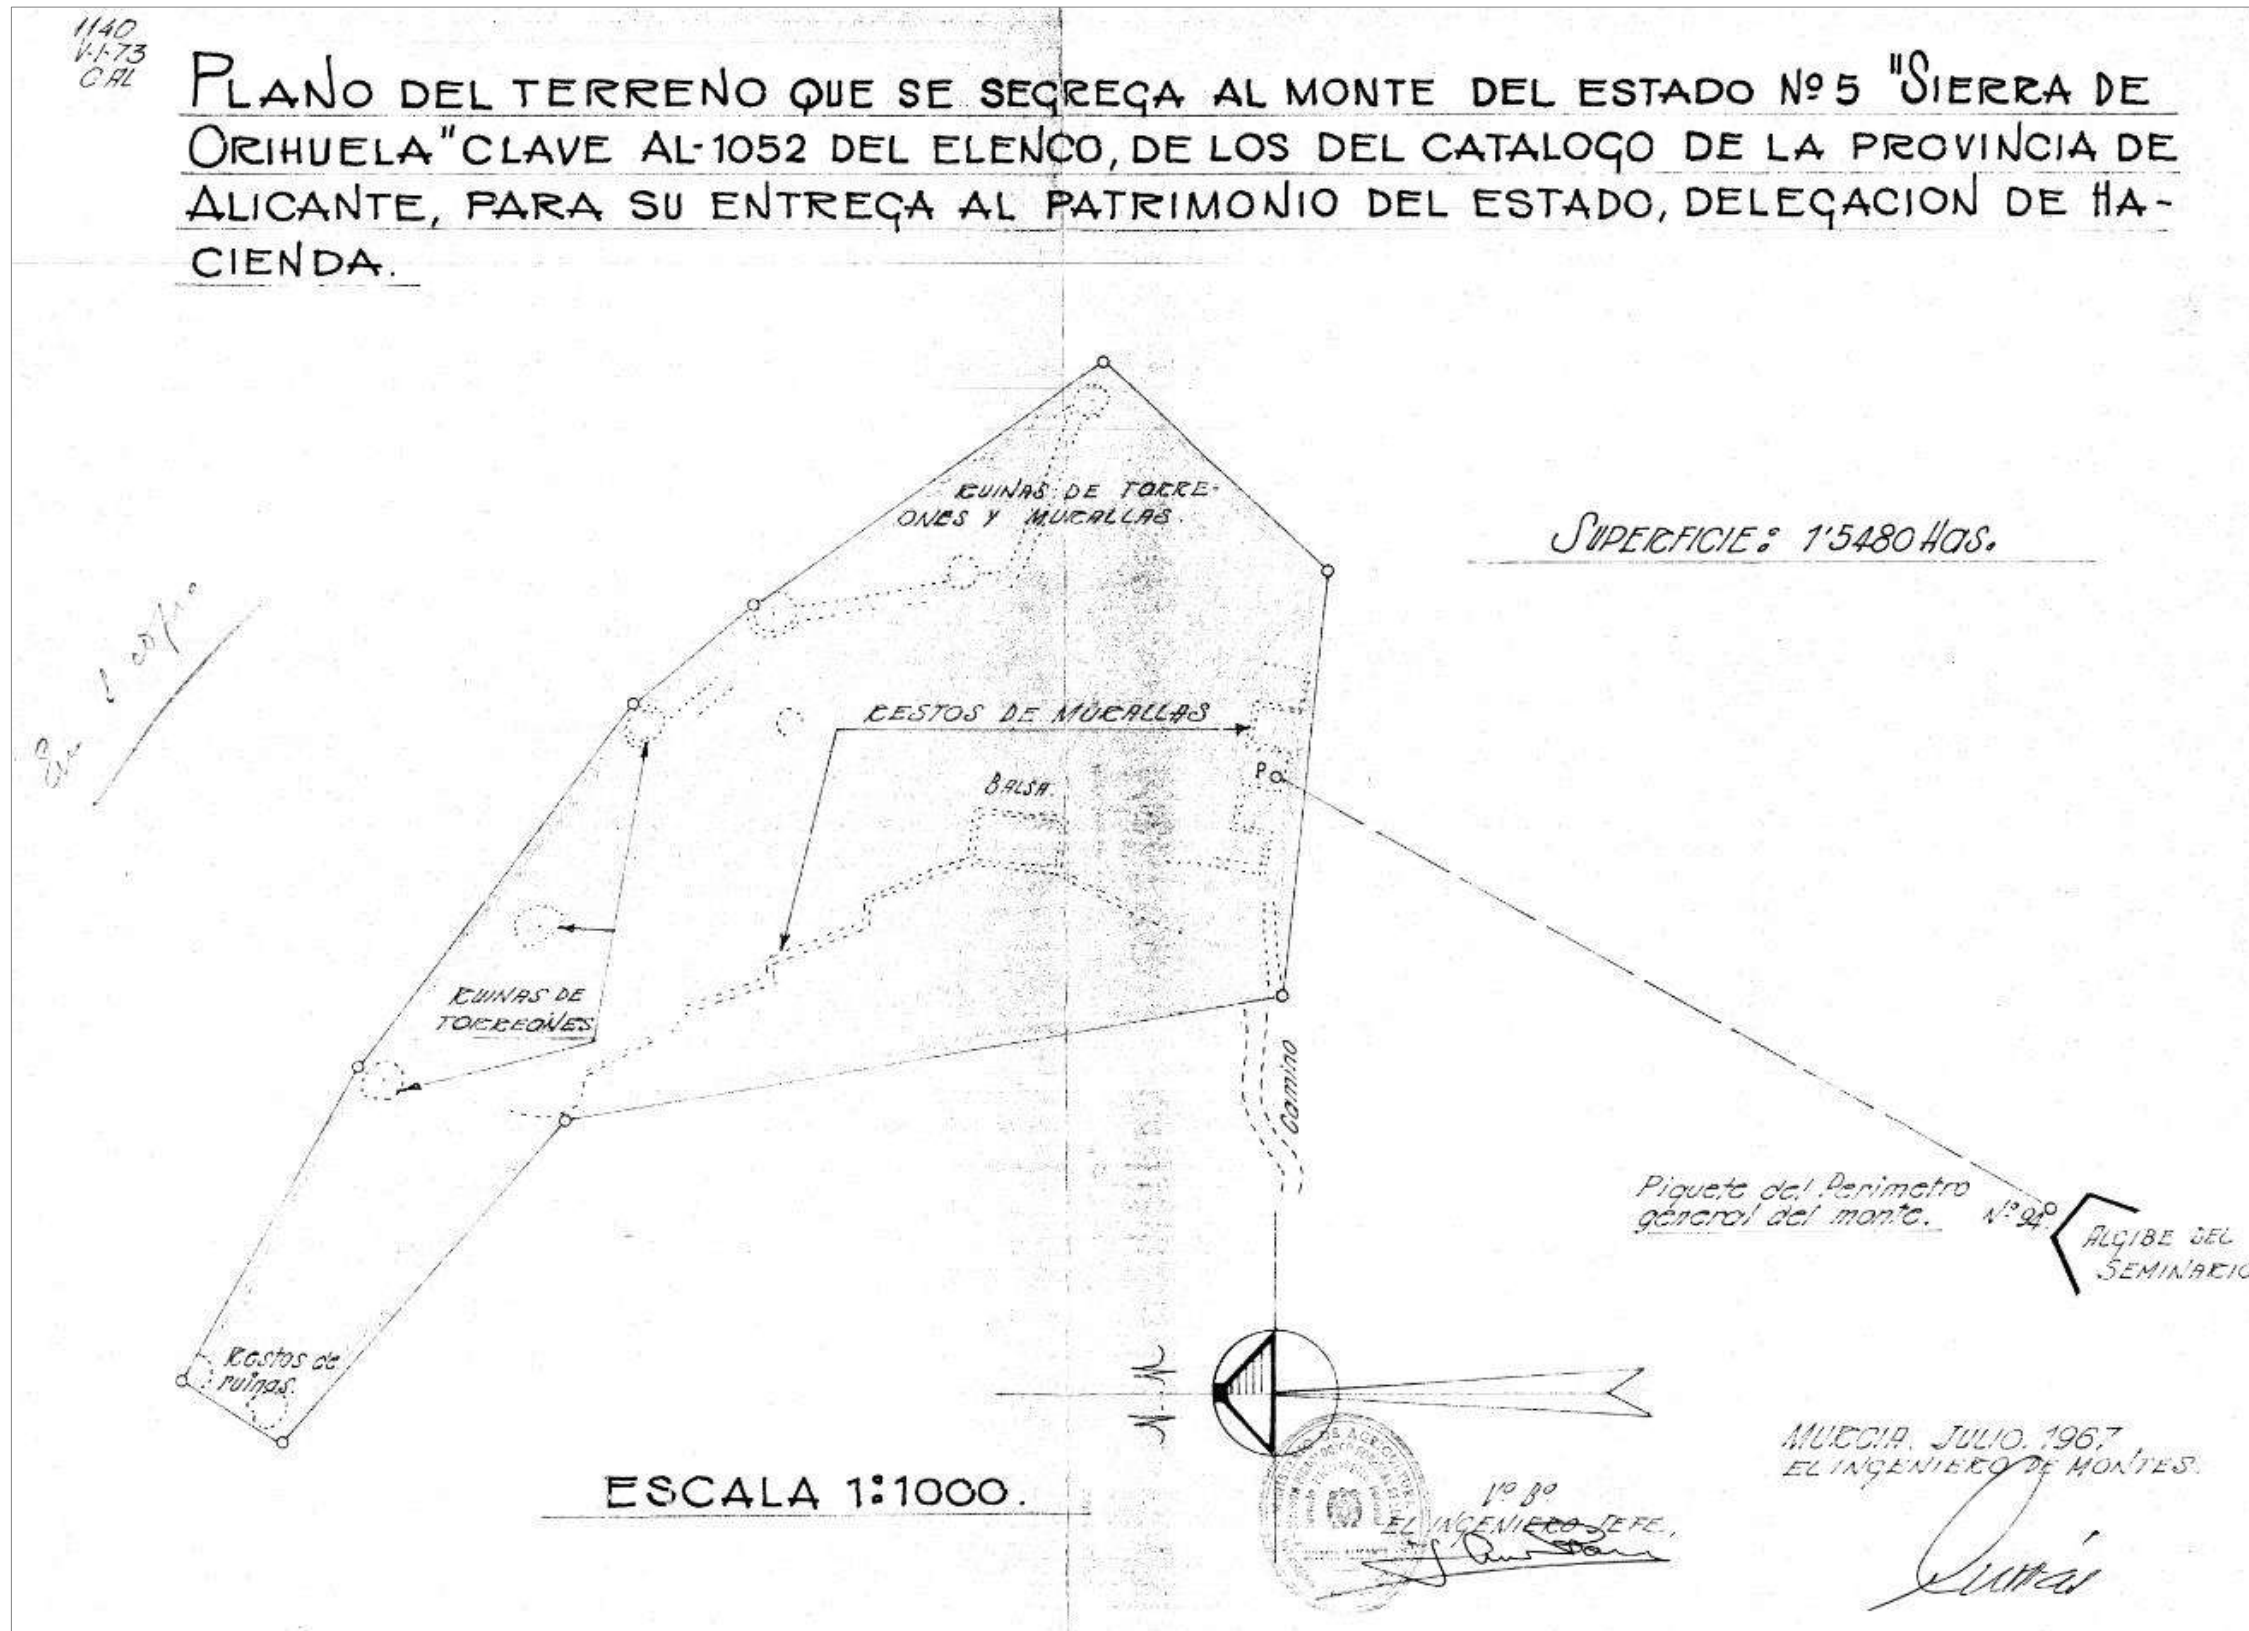 1140
V-1-73
CAL
PLANO DEL TERRENO QUE SE SEGREGA AL MONTE DEL ESTADO Nº 5 "SIERRA DE
ORIHUELA" CLAVE AL-1052 DEL ELENCO, DE LOS DEL CATALOGO DE LA PROVINCIA DE
ALICANTE, PARA SU ENTREGA AL PATRIMONIO DEL ESTADO, DELEGACION DE HA-
CIENDA.
RUINAS DE TORRE-
ONES Y MURALLAS.
SUPERFICIE: 1'5480 Has.
Es copia
RESTOS DE MURALLAS
P
BALSA.
RUINAS DE
TORREONES
Camino
Piquete del Perimetro
general del monte.
Nº 94
ALGIBE DEL
SEMINARIO
Restos de
ruinas.
N
ESCALA 1:1000.
Vº Bº
EL INGENIERO JEFE,
MURCIA. JULIO. 1967
EL INGENIERO DE MONTES.